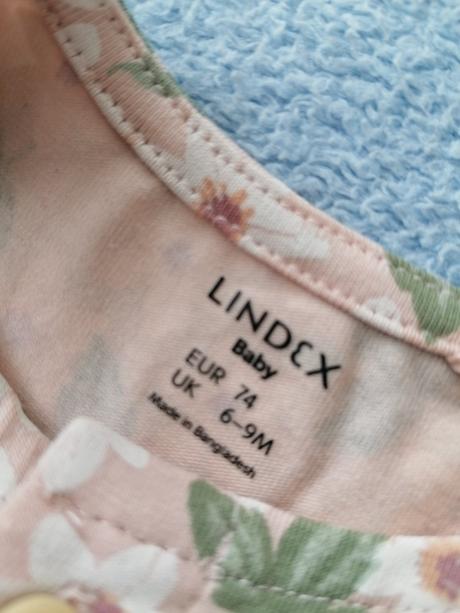 LINDEX
Baby
EUR 74
UK 6-9M
Made in Bangladesh